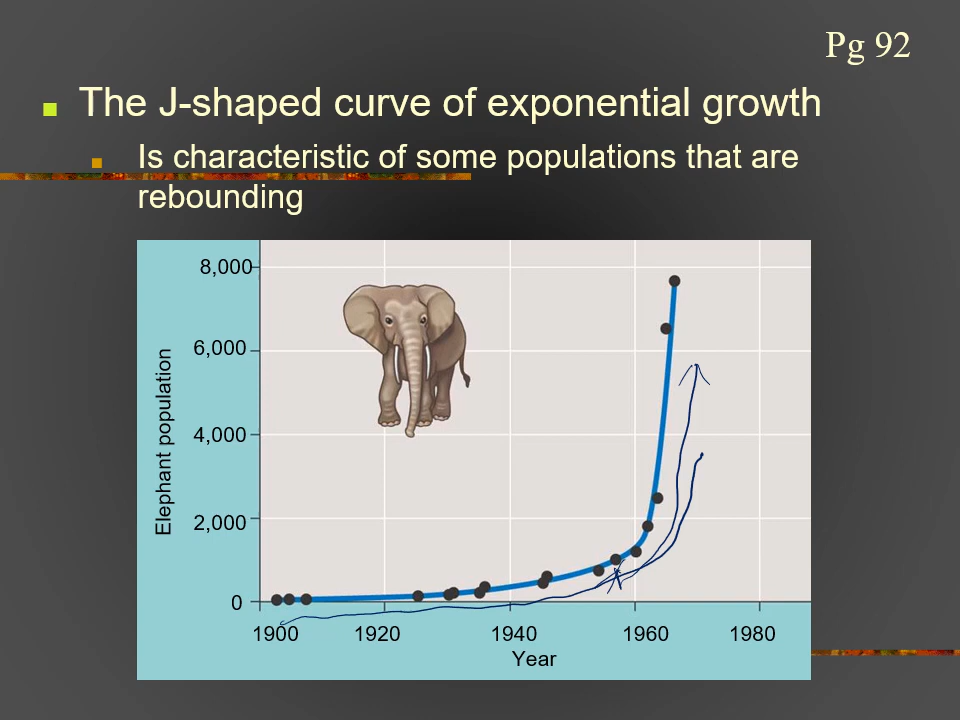 Pg 92
The J-shaped curve of exponential growth
Is characteristic of some populations that are
rebounding
8,000
6,000
4,000
2,000
0
Elephant population
1900 1920 1940 1960 1980
Year